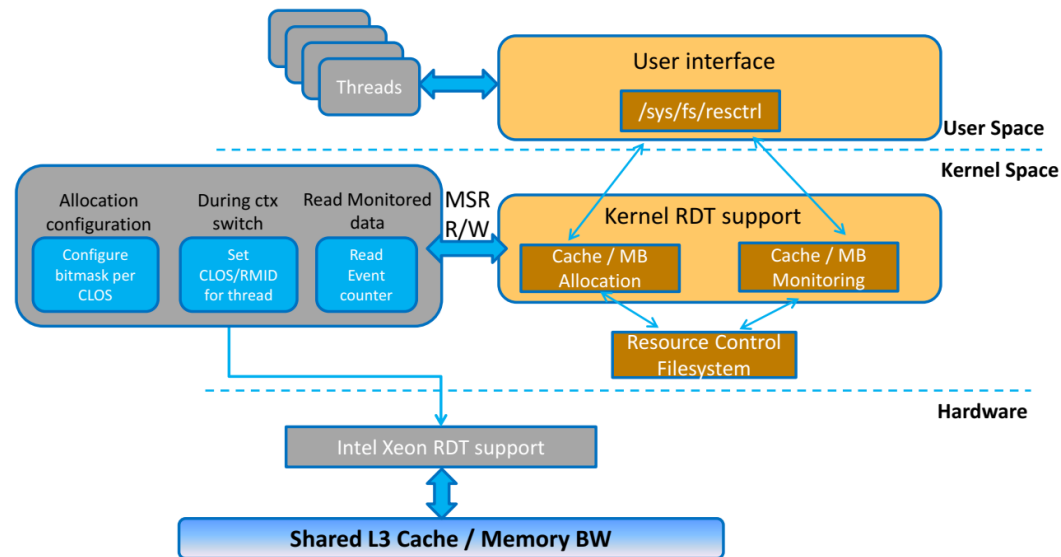 Threads
User interface
/sys/fs/resctrl
User Space
Kernel Space
Allocation
configuration
Configure
bitmask per
CLOS
During ctx
switch
Set
CLOS/RMID
for thread
Read Monitored
data
Read
Event
counter
MSR
R/W
Kernel RDT support
Cache / MB
Allocation
Cache / MB
Monitoring
Resource Control
Filesystem
Hardware
Intel Xeon RDT support
Shared L3 Cache / Memory BW